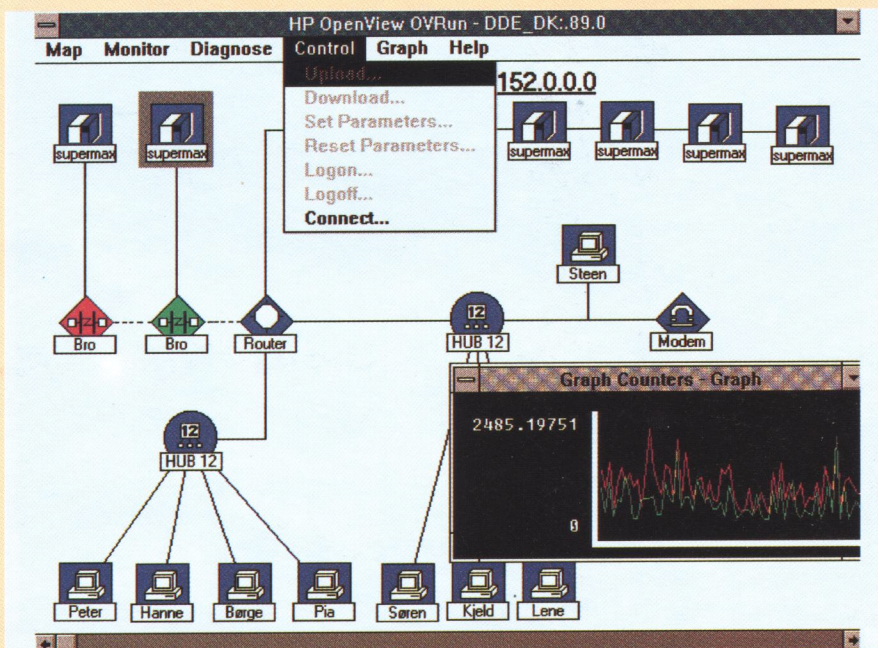 HP OpenView OVRun - DDE_DK:.89.0
Map Monitor Diagnose Control Graph Help
Upload...
Download...
Set Parameters...
Reset Parameters...
Logon...
Logoff...
Connect...
152.0.0.0
supermax supermax supermax supermax supermax supermax
Steen
12
Bro Bro Router HUB 12 Modem
Graph Counters - Graph
2485.19751
0
12
HUB 12
Peter Hanne Børge Pia Søren Kjeld Lene